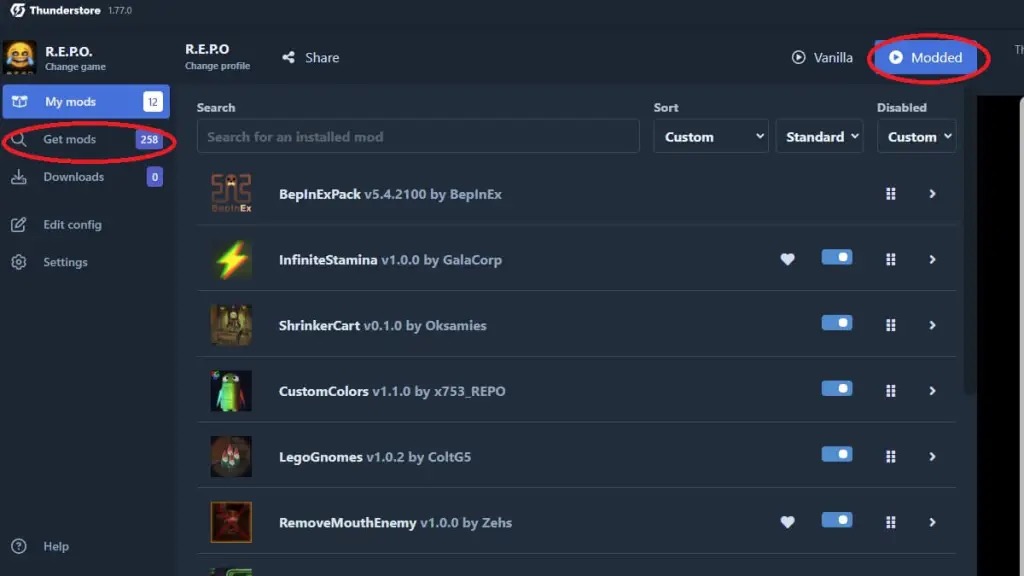 Thunderstore 1.77.0
R.E.P.O.
Change game
R.E.P.O
Change profile
Share
Vanilla
Modded
My mods 12
Get mods 258
Downloads 0
Edit config
Settings
Help
Search
Search for an installed mod
Sort
Custom
Standard
Disabled
Custom
BepInEx
BepInExPack v5.4.2100 by BepInEx
InfiniteStamina v1.0.0 by GalaCorp
ShrinkerCart v0.1.0 by Oksamies
CustomColors v1.1.0 by x753_REPO
LegoGnomes v1.0.2 by ColtG5
RemoveMouthEnemy v1.0.0 by Zehs